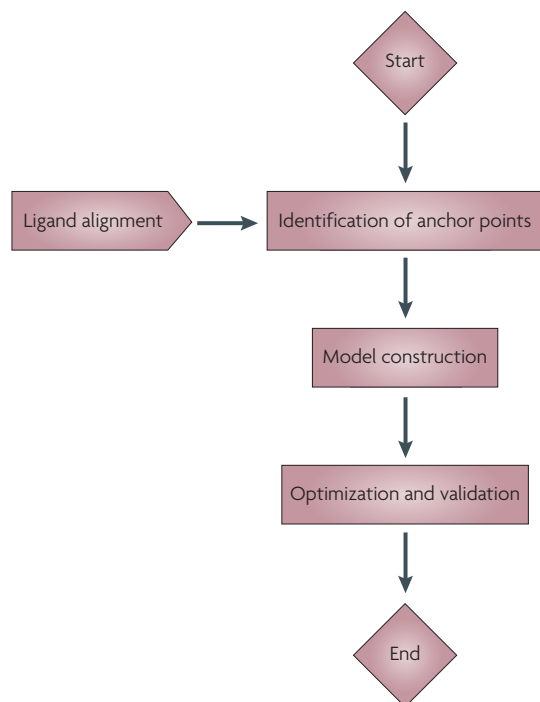 Start
Ligand alignment
Identification of anchor points
Model construction
Optimization and validation
End